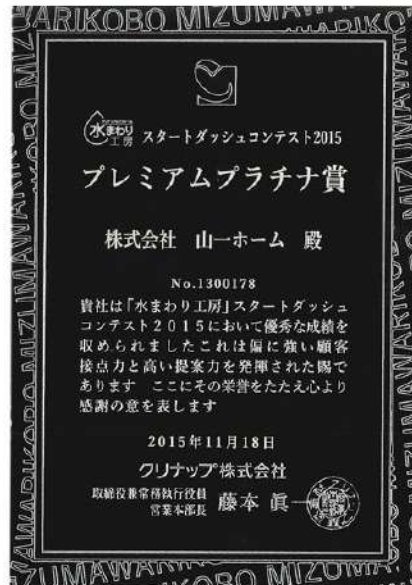 MIZUMAWARIKOBO
水まわり工房 スタートダッシュコンテスト2015
プレミアムプラチナ賞
株式会社 山一ホーム 殿
No.1300178
貴社は「水まわり工房」スタートダッシュ
コンテスト2015において優秀な成績を
収められましたこれは偏に強い顧客
接点力と高い提案力を発揮された賜で
あります ここにその栄誉をたたえ心より
感謝の意を表します
2015年11月18日
クリナップ株式会社
取締役兼常務執行役員
営業本部長 藤本 眞一